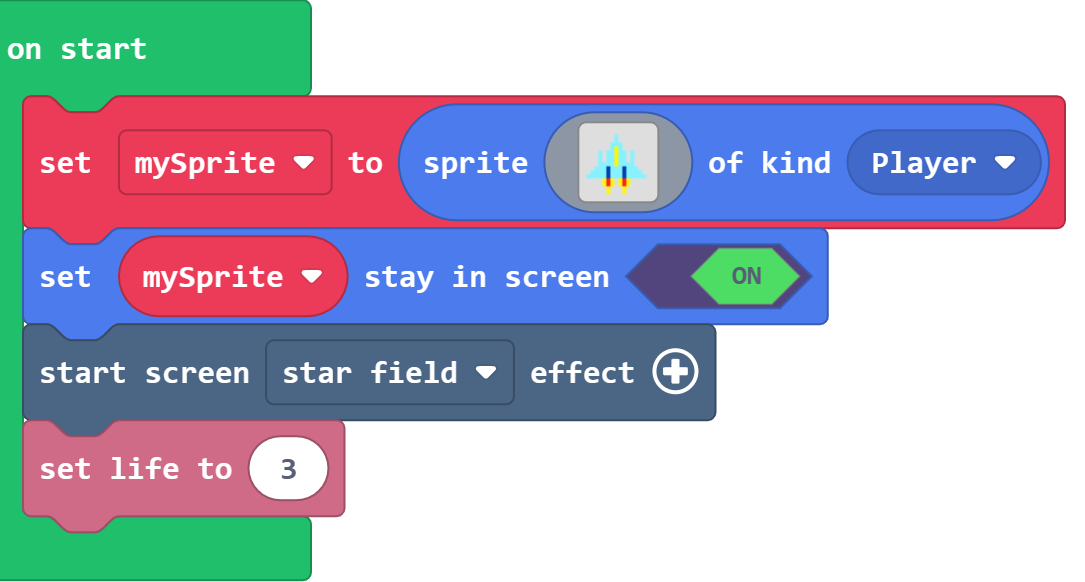 on start
set mySprite to sprite of kind Player
set mySprite stay in screen ON
start screen star field effect
set life to 3